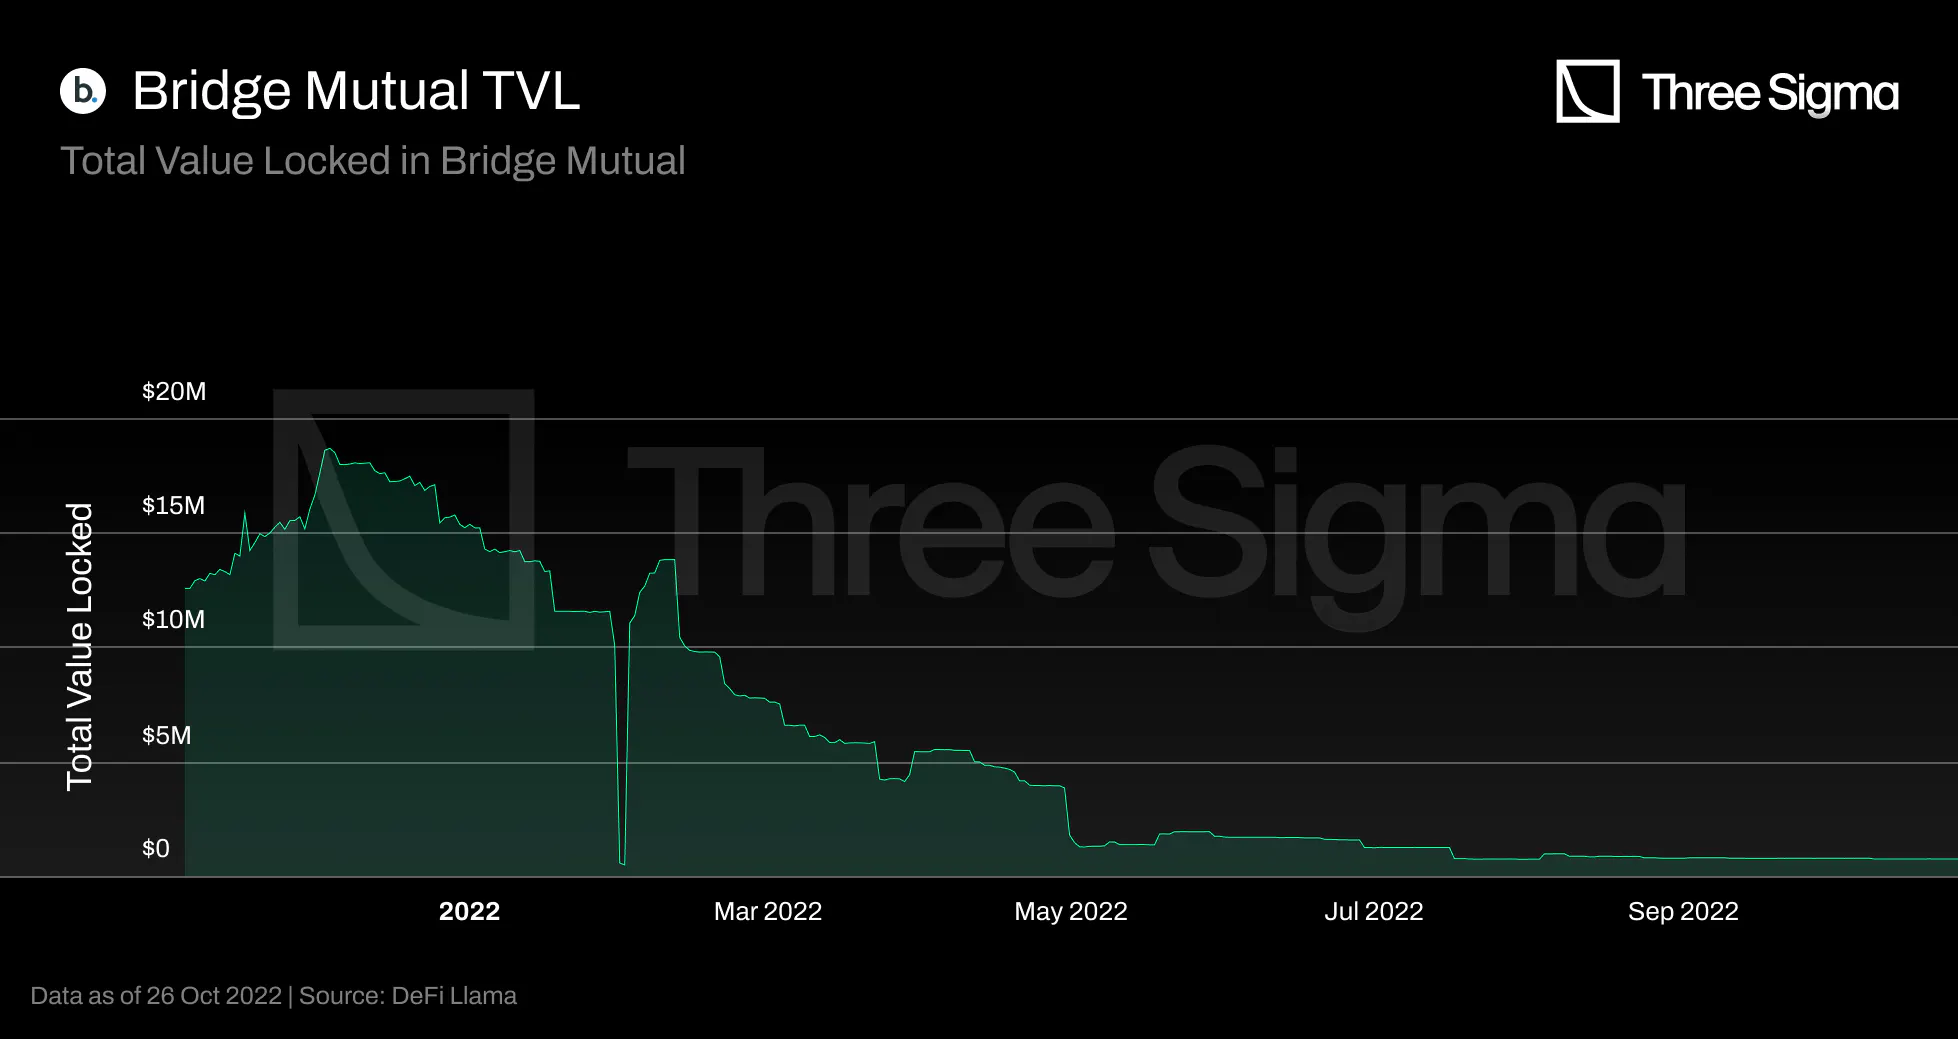 b.
Bridge Mutual TVL
Three Sigma
Total Value Locked in Bridge Mutual
Three Sigma
Total Value Locked
$20M
$15M
$10M
$5M
$0
2022
Mar 2022
May 2022
Jul 2022
Sep 2022
Data as of 26 Oct 2022 | Source: DeFi Llama